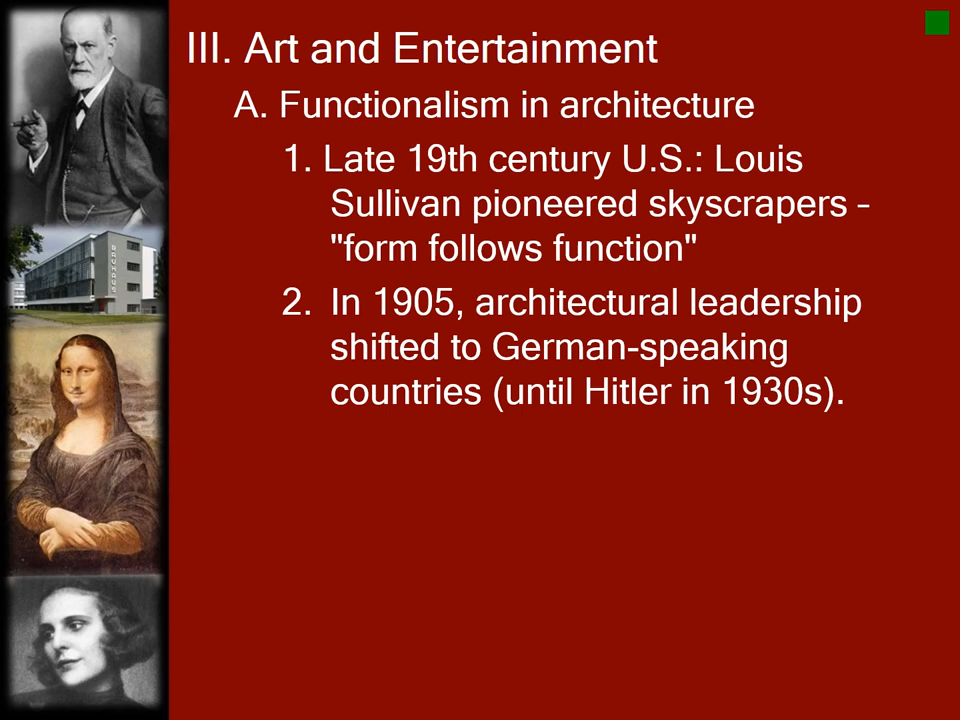 III. Art and Entertainment
A. Functionalism in architecture
1. Late 19th century U.S.: Louis
Sullivan pioneered skyscrapers –
"form follows function"
2. In 1905, architectural leadership
shifted to German-speaking
countries (until Hitler in 1930s).
BAUHAUS